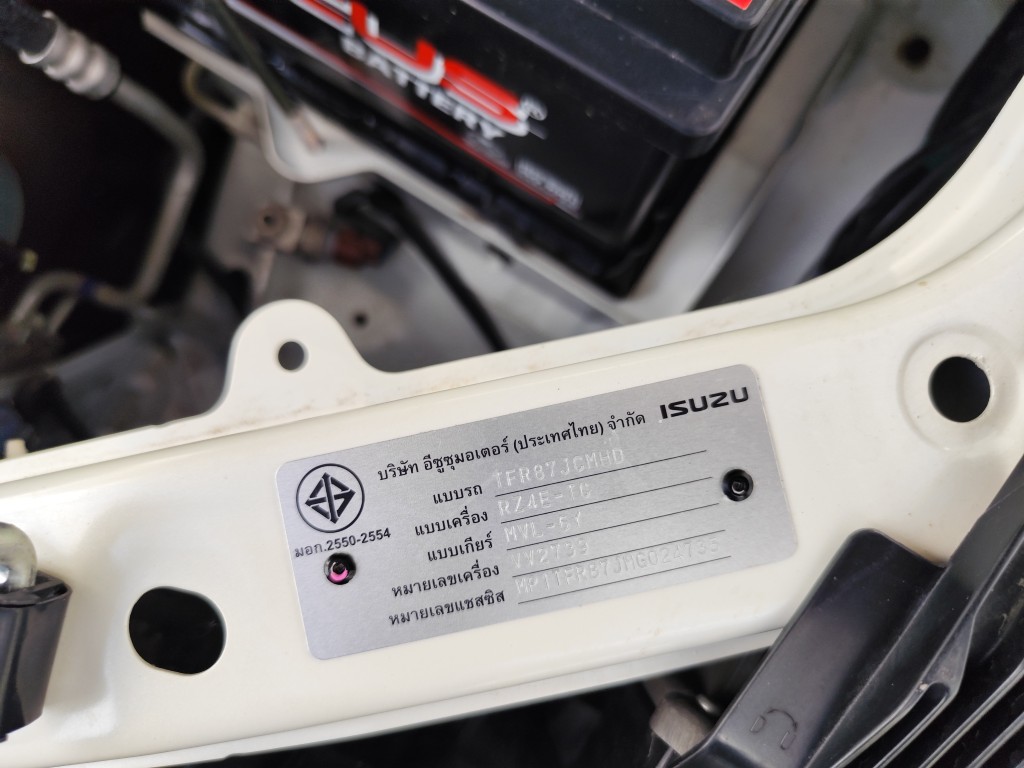 BATTERY
บริษัท อีซูซุมอเตอร์ (ประเทศไทย) จำกัด ISUZU
มอก.2550-2554
แบบรถ TFR87JCMHD
แบบเครื่อง RZ4E-TC
แบบเกียร์ MVL-5Y
หมายเลขเครื่อง
หมายเลขแชสซิส